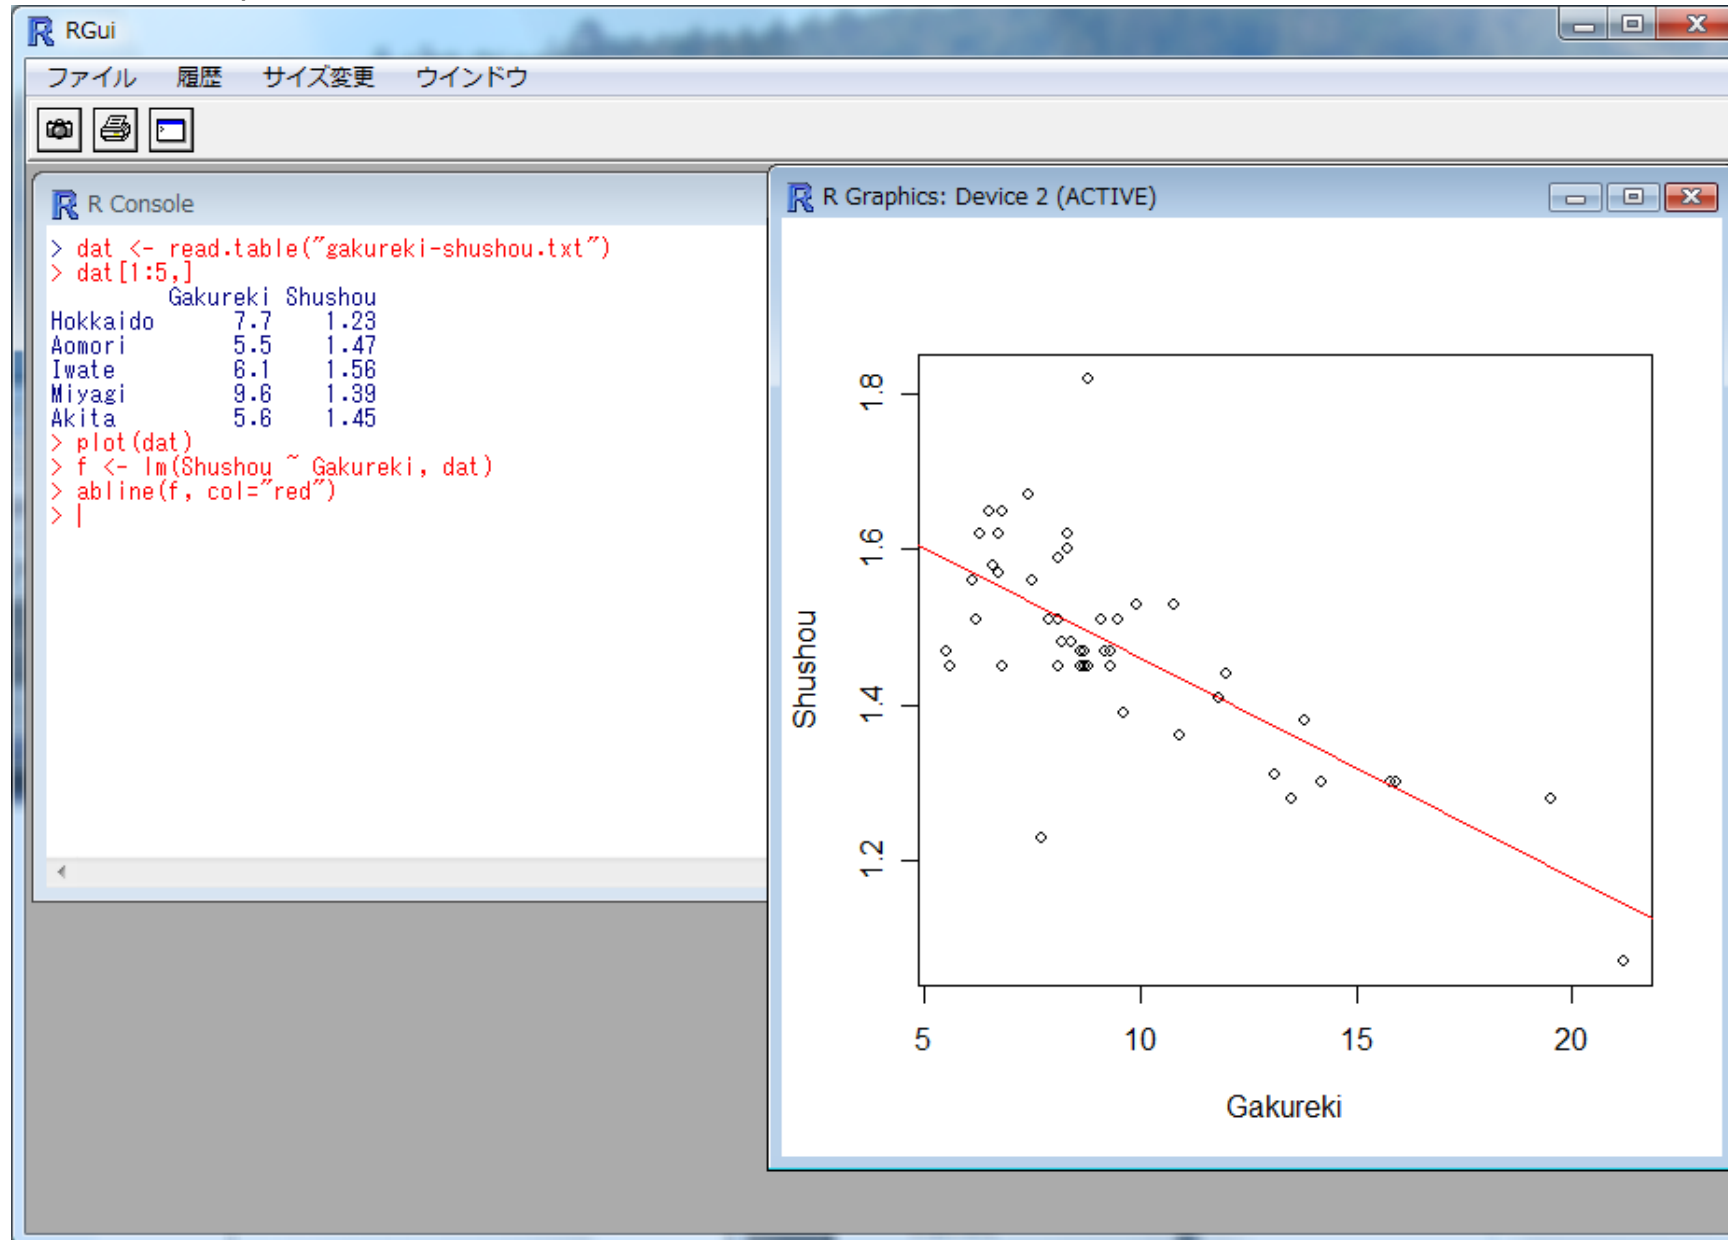 RGui
ファイル 履歴 サイズ変更 ウインドウ
R Console
> dat <- read.table("gakureki-shushou.txt")
> dat[1:5,]
Gakureki Shushou
Hokkaido 7.7 1.23
Aomori 5.5 1.47
Iwate 6.1 1.56
Miyagi 9.6 1.39
Akita 5.6 1.45
> plot(dat)
> f <- lm(Shushou ~ Gakureki, dat)
> abline(f, col="red")
>
R Graphics: Device 2 (ACTIVE)
1.8
1.6
1.4
1.2
Shushou
5 10 15 20
Gakureki